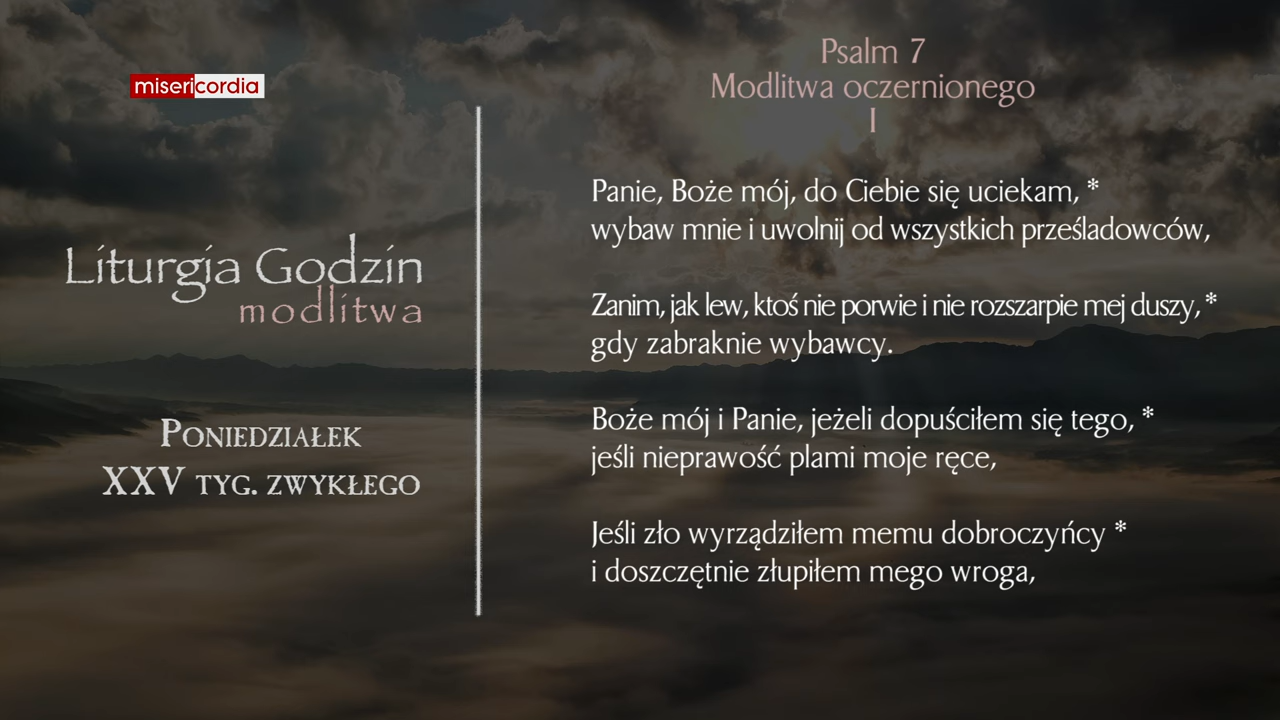 misericordia
Liturgia Godzin
modlitwa
Poniedziałek
XXV tyg. zwykłego
Psalm 7
Modlitwa oczernionego
I
Panie, Boże mój, do Ciebie się uciekam, *
wybaw mnie i uwolnij od wszystkich prześladowców,
Zanim, jak lew, ktoś nie porwie i nie rozszarpie mej duszy, *
gdy zabraknie wybawcy.
Boże mój i Panie, jeżeli dopuściłem się tego, *
jeśli nieprawość plami moje ręce,
Jeśli zło wyrządziłem memu dobroczyńcy *
i doszczętnie złupiłem mego wroga,